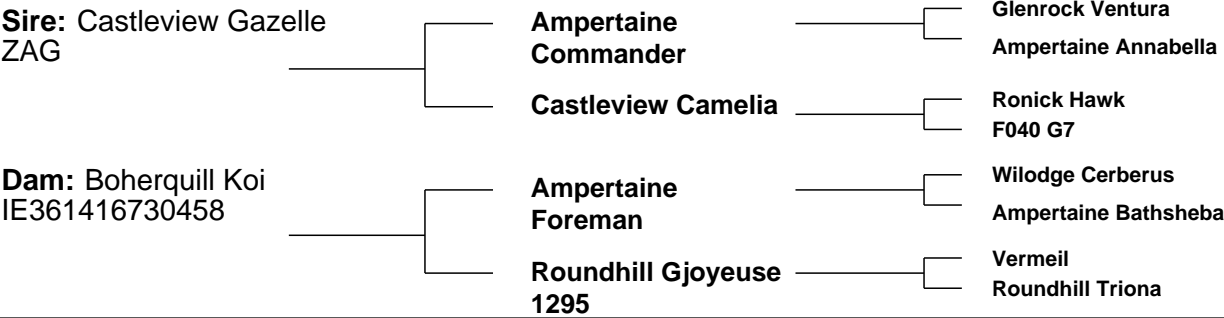 Sire: Castleview Gazelle
ZAG
Ampertaine
Commander
Glenrock Ventura
Ampertaine Annabella
Castleview Camelia
Ronick Hawk
F040 G7
Dam: Boherquill Koi
IE361416730458
Ampertaine
Foreman
Wilodge Cerberus
Ampertaine Bathsheba
Roundhill Gjoyeuse
1295
Vermeil
Roundhill Triona